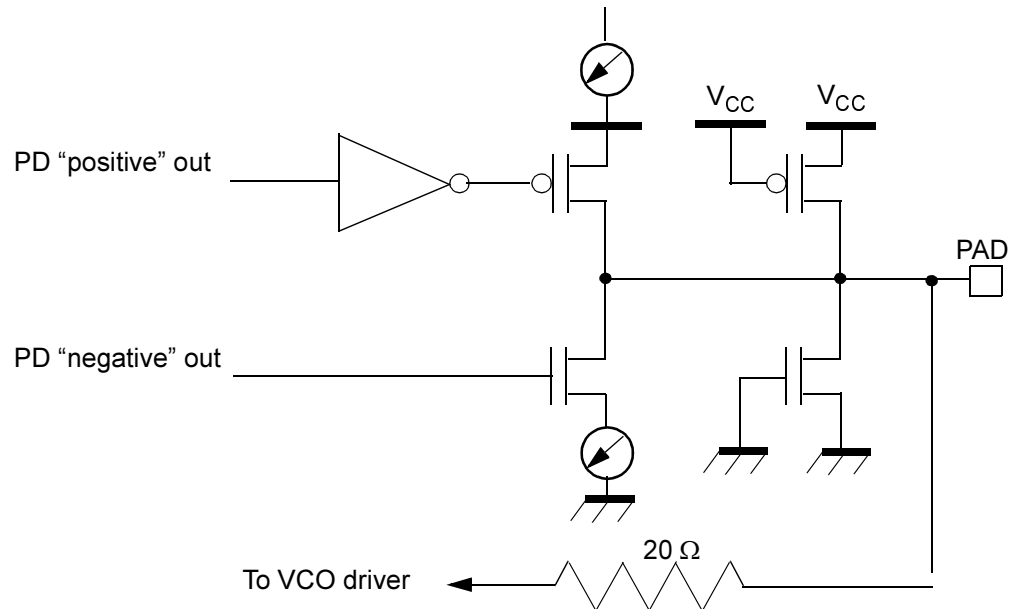 V_CC V_CC
PD “positive” out
PAD
PD “negative” out
20 Ω
To VCO driver